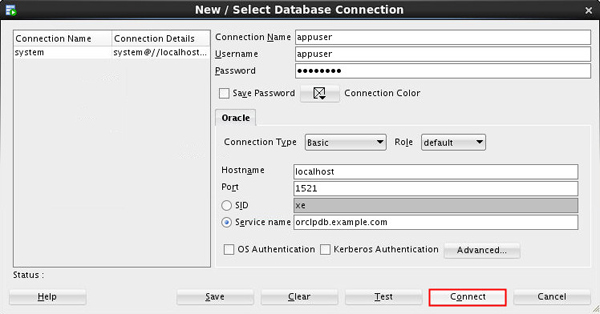 New / Select Database Connection
Connection Name Connection Details
system system@//localhost...
Connection Name appuser
Username appuser
Password ●●●●●●●●
Save Password Connection Color
Oracle
Connection Type Basic Role default
Hostname localhost
Port 1521
SID xe
Service name orclpdb.example.com
OS Authentication Kerberos Authentication Advanced...
Status :
Help Save Clear Test Connect Cancel